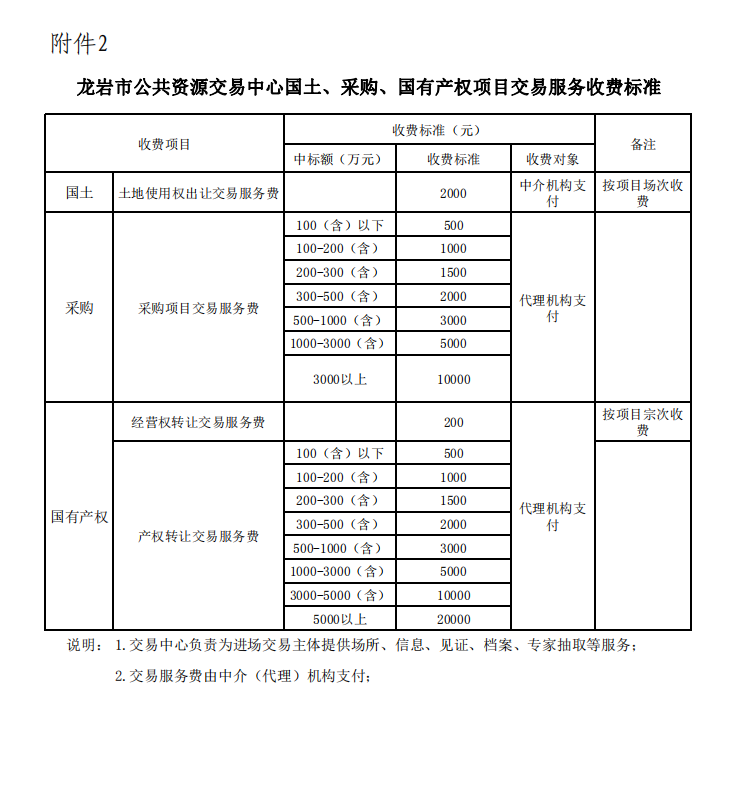 附件2
龙岩市公共资源交易中心国土、采购、国有产权项目交易服务收费标准
收费项目
收费标准（元）
备注
中标额（万元）
收费标准
收费对象
国土
土地使用权出让交易服务费
2000
中介机构支
付
按项目场次收
费
采购
采购项目交易服务费
100（含）以下
500
100-200（含）
1000
200-300（含）
1500
300-500（含）
2000
500-1000（含）
3000
1000-3000（含）
5000
3000以上
10000
代理机构支
付
国有产权
经营权转让交易服务费
200
按项目宗次收
费
产权转让交易服务费
100（含）以下
500
100-200（含）
1000
200-300（含）
1500
300-500（含）
2000
500-1000（含）
3000
1000-3000（含）
5000
3000-5000（含）
10000
5000以上
20000
代理机构支
付
说明： 1.交易中心负责为进场交易主体提供场所、信息、见证、档案、专家抽取等服务；
2.交易服务费由中介（代理）机构支付；